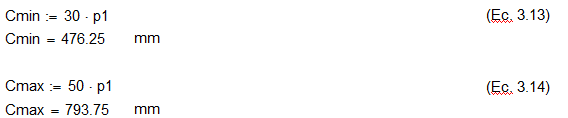 Cmin := 30 · p1 (Ec. 3.13)
Cmin = 476.25 mm
Cmax := 50 · p1 (Ec. 3.14)
Cmax = 793.75 mm